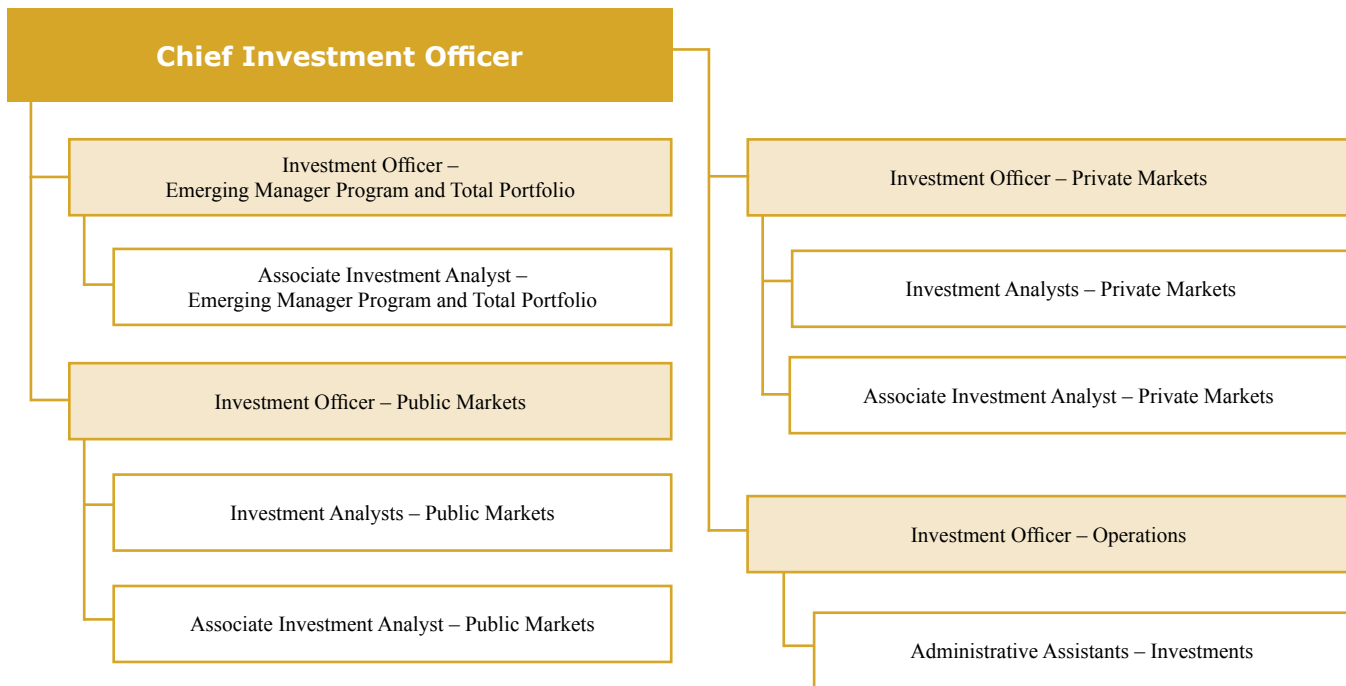 Chief Investment Officer
Investment Officer –
Emerging Manager Program and Total Portfolio
Associate Investment Analyst –
Emerging Manager Program and Total Portfolio
Investment Officer – Public Markets
Investment Analysts – Public Markets
Associate Investment Analyst – Public Markets
Investment Officer – Private Markets
Investment Analysts – Private Markets
Associate Investment Analyst – Private Markets
Investment Officer – Operations
Administrative Assistants – Investments